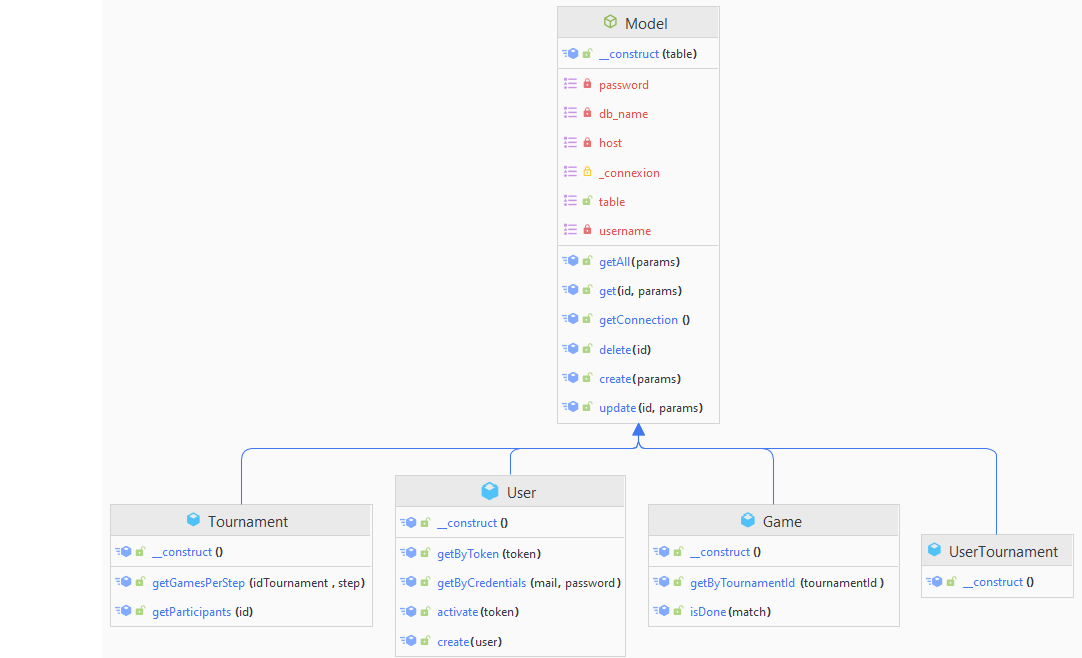 Model
__construct (table)
password
db_name
host
_connexion
table
username
getAll(params)
get(id, params)
getConnection ()
delete(id)
create(params)
update(id, params)
Tournament
__construct ()
getGamesPerStep (idTournament , step)
getParticipants (id)
User
__construct ()
getByToken (token)
getByCredentials (mail, password)
activate(token)
create(user)
Game
__construct ()
getByTournamentId (tournamentId )
isDone(match)
UserTournament
__construct ()